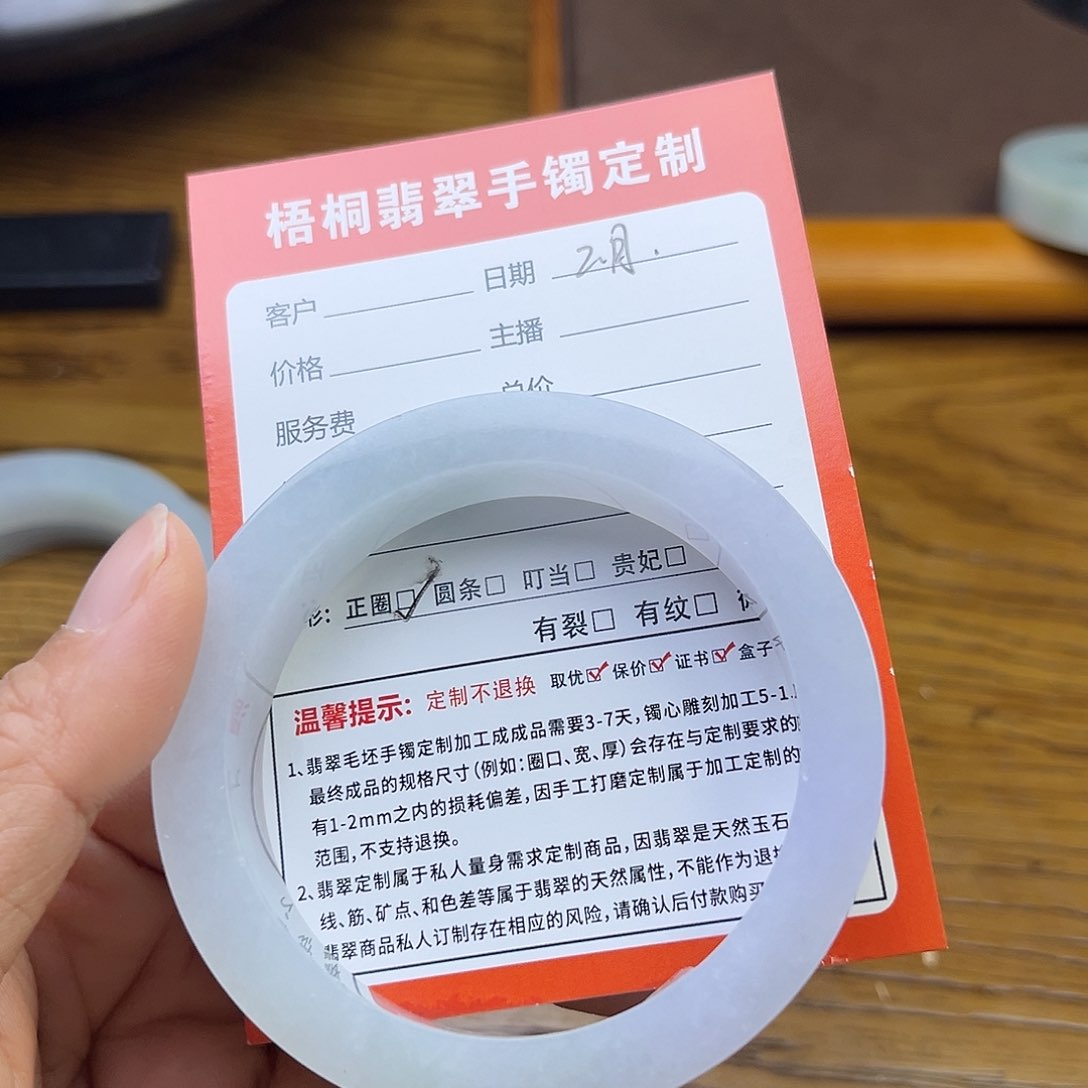 梧桐翡翠手镯定制
客户 日期 2月.
价格 主播
服务费 总价
形: 正圈☑ 圆条□ 叮当□ 贵妃□
有裂□ 有纹□
温馨提示: 定制不退换 取优☑ 保价☑ 证书☑ 盒子
1、翡翠毛坯手镯定制加工成成品需要3-7天,镯心雕刻加工5-1
最终成品的规格尺寸(例如:圈口、宽、厚)会存在与定制要求的
有1-2mm之内的损耗偏差,因手工打磨定制属于加工定制的
范围,不支持退换。
2、翡翠定制属于私人量身需求定制商品,因翡翠是天然玉石
线、筋、矿点、和色差等属于翡翠的天然属性,不能作为退
翡翠商品私人订制存在相应的风险,请确认后付款购买